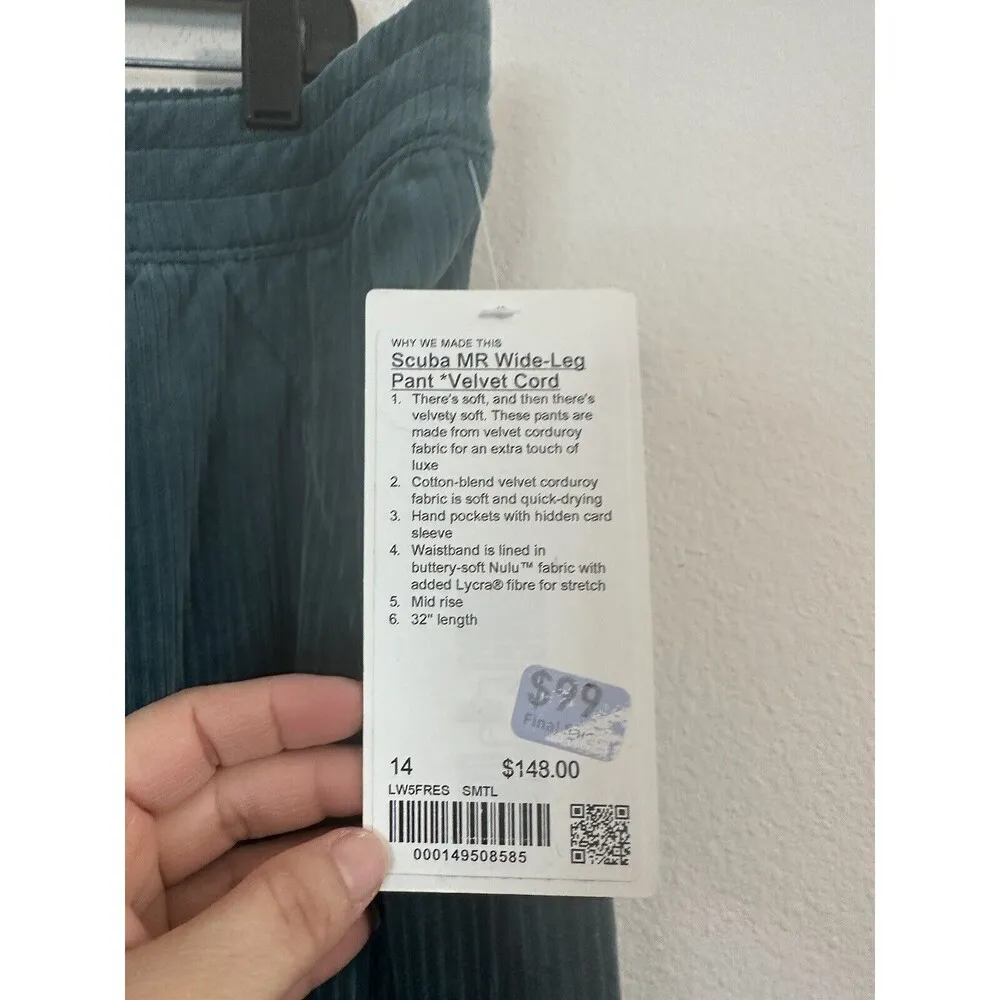 WHY WE MADE THIS
Scuba MR Wide-Leg
Pant *Velvet Cord
1. There's soft, and then there's
velvety soft. These pants are
made from velvet corduroy
fabric for an extra touch of
luxe
2. Cotton-blend velvet corduroy
fabric is soft and quick-drying
3. Hand pockets with hidden card
sleeve
4. Waistband is lined in
buttery-soft Nulu™ fabric with
added Lycra® fibre for stretch
5. Mid rise
6. 32" length
$99
Final
14 $148.00
LW5FRES SMTL
000149508585